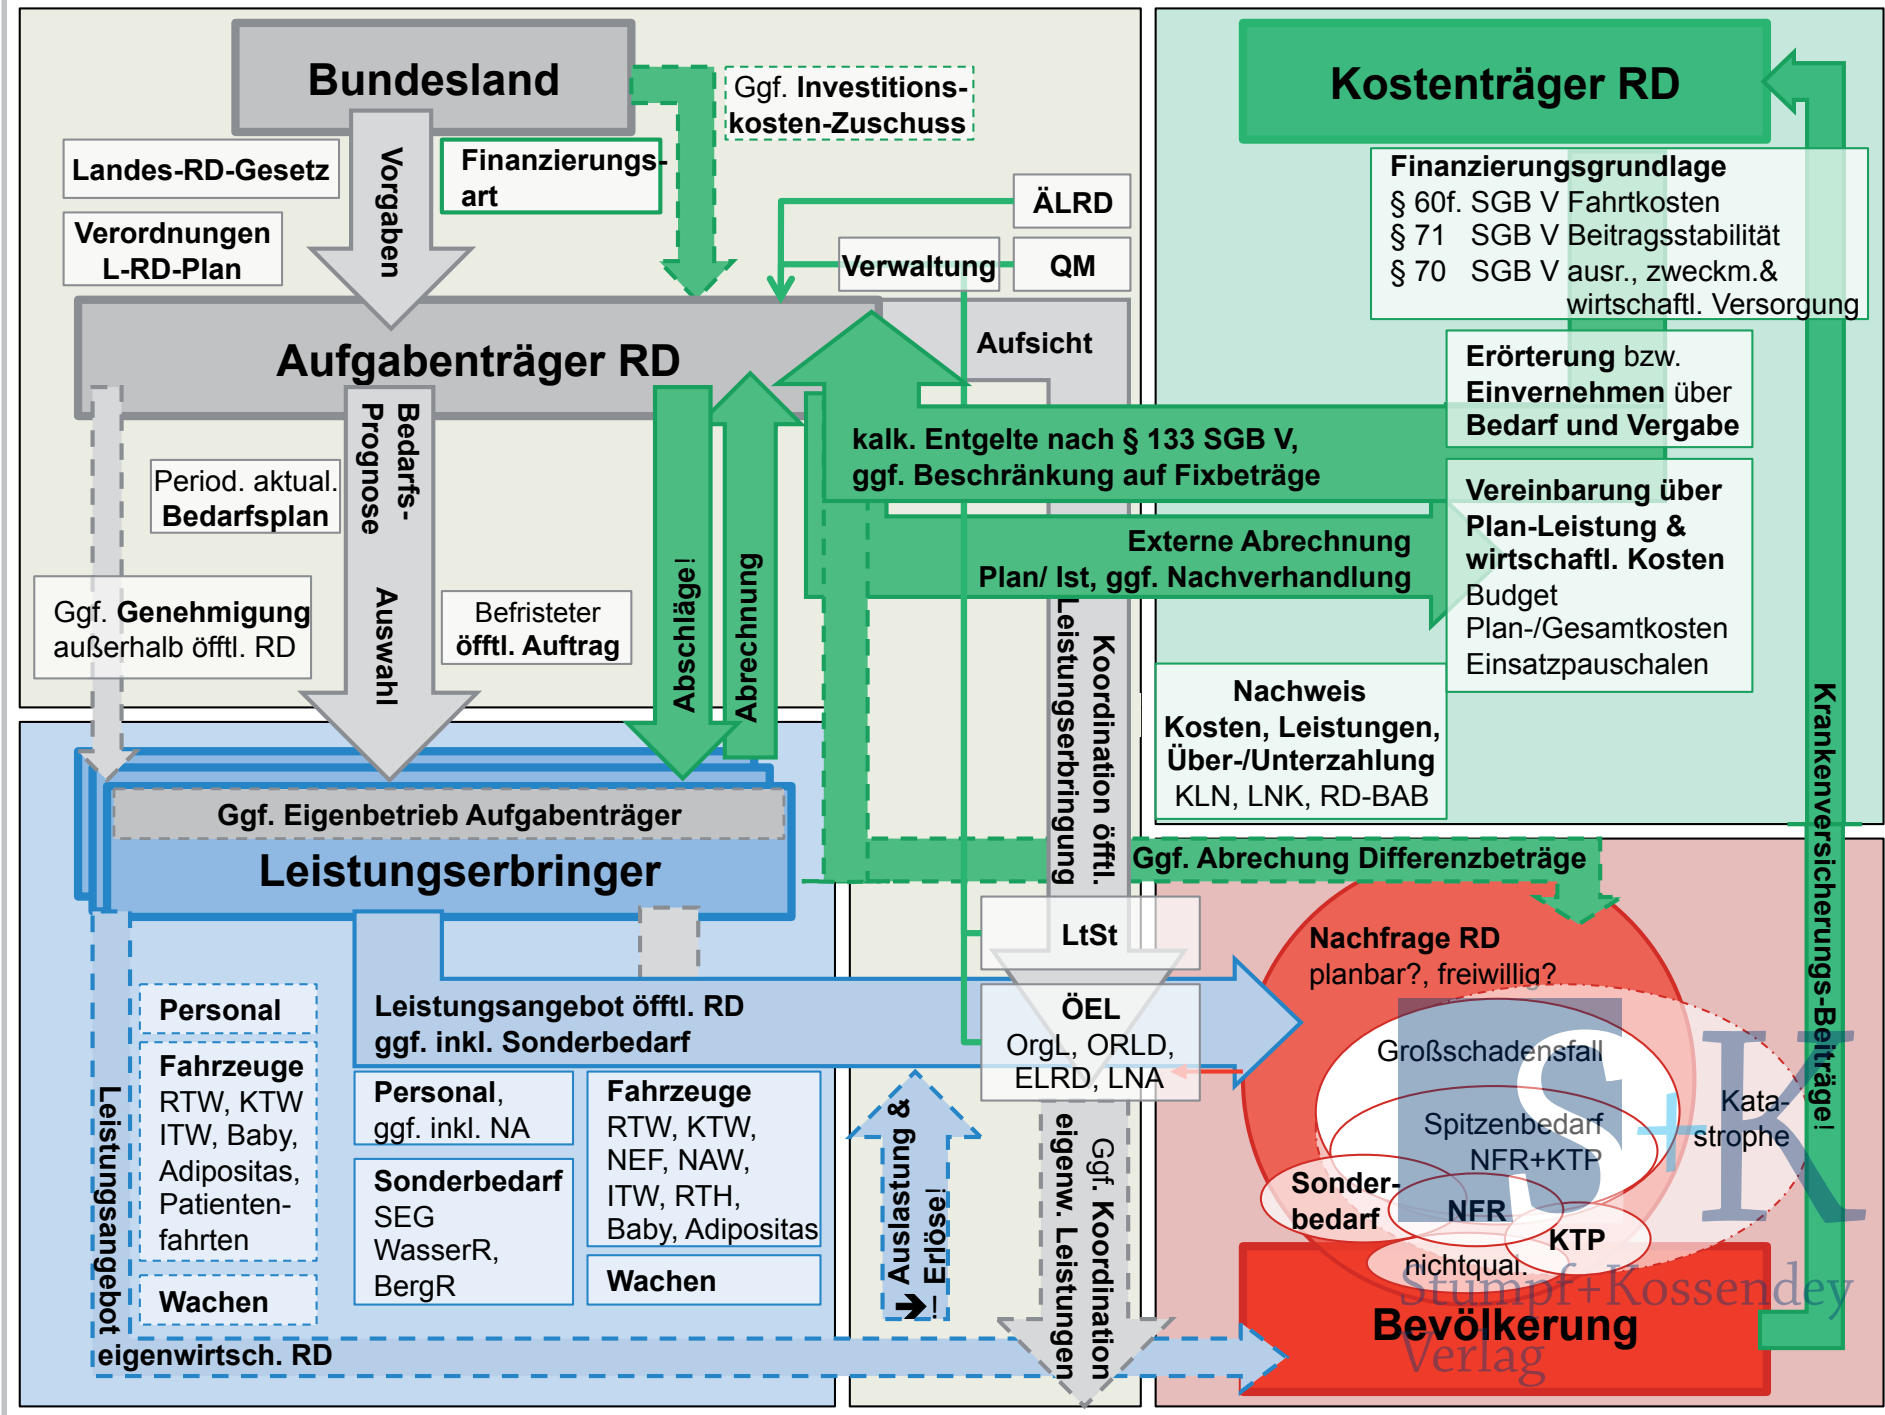 Bundesland
Ggf. Investitions-
kosten-Zuschuss
Kostenträger RD
Landes-RD-Gesetz
Vorgaben
Finanzierungs-
art
Verordnungen
L-RD-Plan
ÄLRD
Verwaltung
QM
Finanzierungsgrundlage
§ 60f. SGB V Fahrtkosten
§ 71 SGB V Beitragsstabilität
§ 70 SGB V ausr., zweckm.&
wirtschaftl. Versorgung
Aufgabenträger RD
Aufsicht
Erörterung bzw.
Einvernehmen über
Bedarf und Vergabe
Bedarfs-
Prognose
Auswahl
Period. aktual.
Bedarfsplan
kalk. Entgelte nach § 133 SGB V,
ggf. Beschränkung auf Fixbeträge
Externe Abrechnung
Plan/ Ist, ggf. Nachverhandlung
Vereinbarung über
Plan-Leistung &
wirtschaftl. Kosten
Budget
Plan-/Gesamtkosten
Einsatzpauschalen
Ggf. Genehmigung
außerhalb öfftl. RD
Befristeter
öfftl. Auftrag
Abschläge!
Abrechnung
Koordination öfftl.
Leistungserbringung
Nachweis
Kosten, Leistungen,
Über-/Unterzahlung
KLN, LNK, RD-BAB
Krankenversicherungs-Beiträge!
Ggf. Eigenbetrieb Aufgabenträger
Leistungserbringer
Ggf. Abrechung Differenzbeträge
LtSt
Nachfrage RD
planbar?, freiwillig?
Leistungsangebot öfftl. RD
ggf. inkl. Sonderbedarf
ÖEL
OrgL, ORLD,
ELRD, LNA
Personal
Fahrzeuge
RTW, KTW
ITW, Baby,
Adipositas,
Patienten-
fahrten
Wachen
Personal,
ggf. inkl. NA
Sonderbedarf
SEG
WasserR,
BergR
Fahrzeuge
RTW, KTW,
NEF, NAW,
ITW, RTH,
Baby, Adipositas
Wachen
Auslastung &
➔ Erlöse!
!
Ggf. Koordination
eigenw. Leistungen
Großschadensfall
Spitzenbedarf
NFR+KTP
Kata-
strophe
Sonder-
bedarf
NFR
KTP
nichtqual.
Bevölkerung
Leistungsangebot
eigenwirtsch. RD
S+K
Stumpf+Kossendey
Verlag